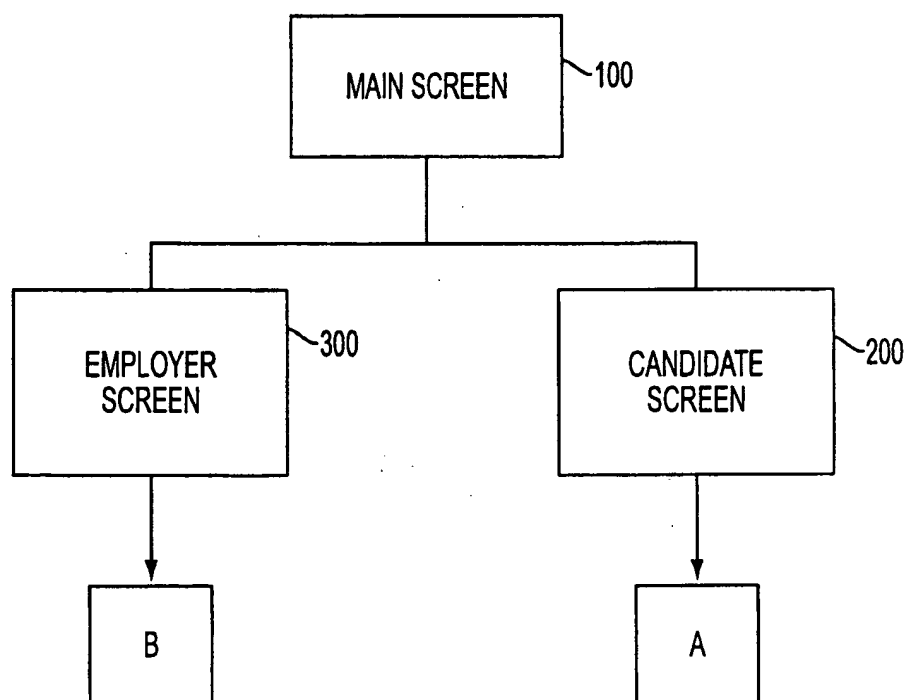 MAIN SCREEN
100
EMPLOYER
SCREEN
300
CANDIDATE
SCREEN
200
B
A